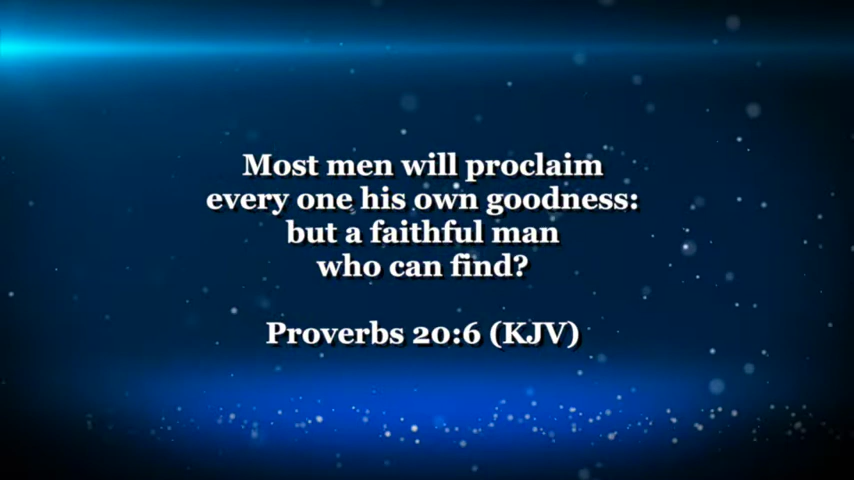 Most men will proclaim
every one his own goodness:
but a faithful man
who can find?
Proverbs 20:6 (KJV)